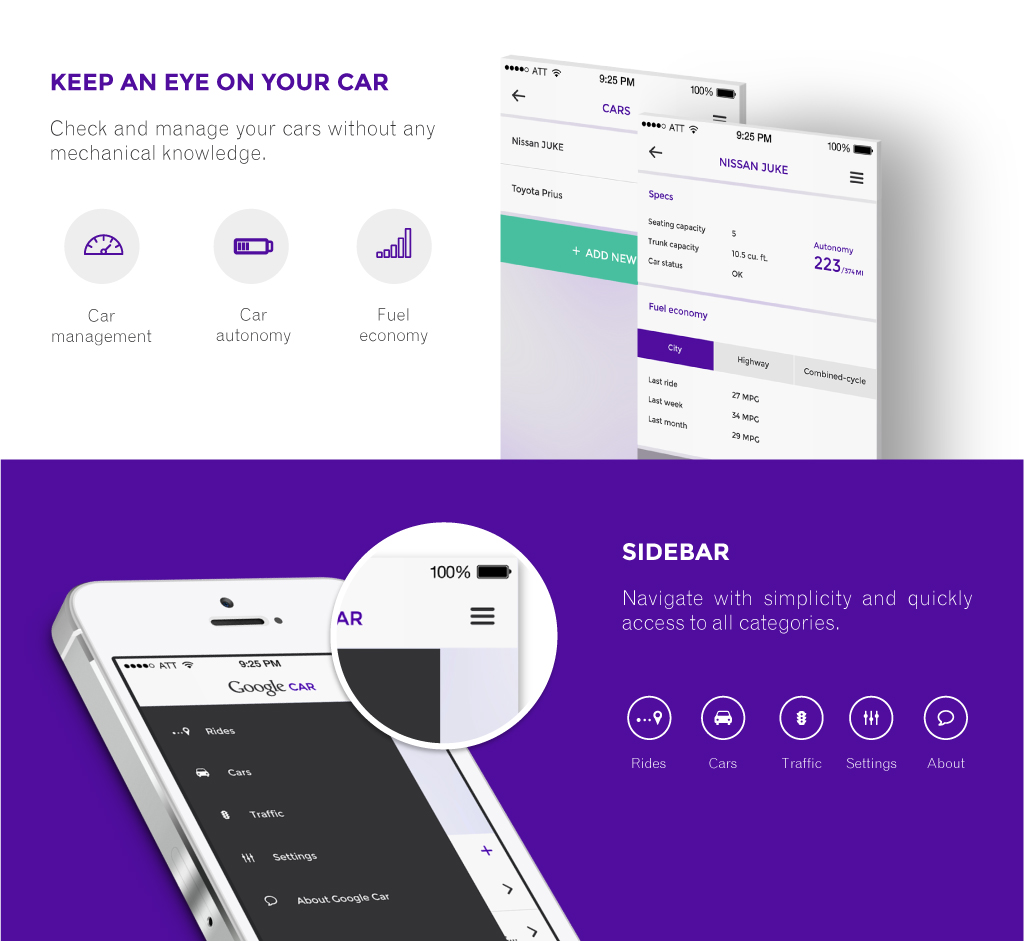 KEEP AN EYE ON YOUR CAR
Check and manage your cars without any
mechanical knowledge.
Car
management
Car
autonomy
Fuel
economy
ATT
9:25 PM
100%
CARS
Nissan JUKE
Toyota Prius
+ ADD NEW
ATT
9:25 PM
100%
NISSAN JUKE
Specs
Seating capacity
5
Trunk capacity
10.5 cu. ft.
Car status
OK
Autonomy
223/374MI
Fuel economy
City
Highway
Combined-cycle
Last ride
27 MPG
Last week
34 MPG
Last month
29 MPG
100%
AR
ATT
9:25 PM
Google CAR
Rides
Cars
Traffic
Settings
About Google Car
SIDEBAR
Navigate with simplicity and quickly
access to all categories.
Rides
Cars
Traffic
Settings
About